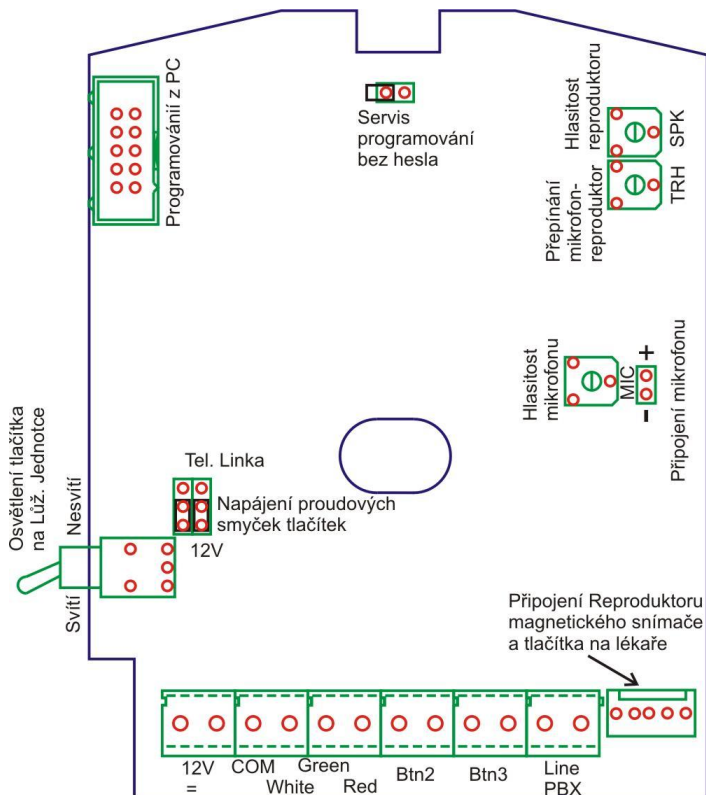 Programování z PC
Servis
programování
bez hesla
Hlasitost
reproduktoru
SPK
Přepínání
mikrofon-
reproduktor
TRH
Hlasitost
mikrofonu
MIC
+
-
Připojení mikrofonu
Osvětlení tlačítka
na Lůž. Jednotce
Nesvítí
Svítí
Tel. Linka
Napájení proudových
smyček tlačítek
12V
Připojení Reproduktoru
magnetického snímače
a tlačítka na lékaře
12V
=
COM
White
Green
Red
Btn2
Btn3
Line
PBX